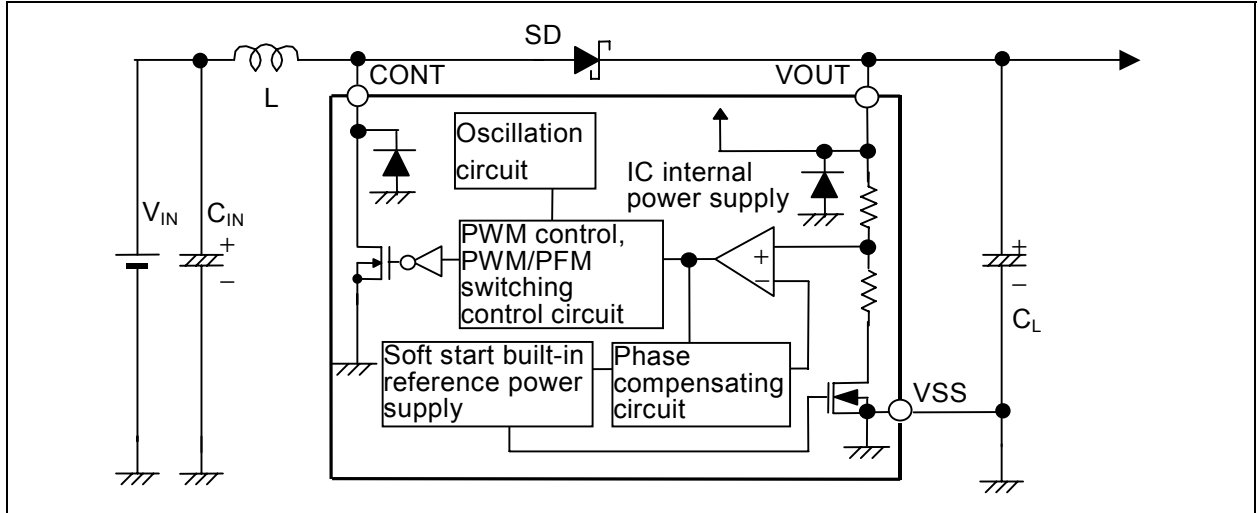 SD
CONT
VOUT
L
Oscillation
circuit
IC internal
power supply
V_IN
C_IN
+
−
PWM control,
PWM/PFM
switching
control circuit
+
−
+
−
C_L
Soft start built-in
reference power
supply
Phase
compensating
circuit
VSS